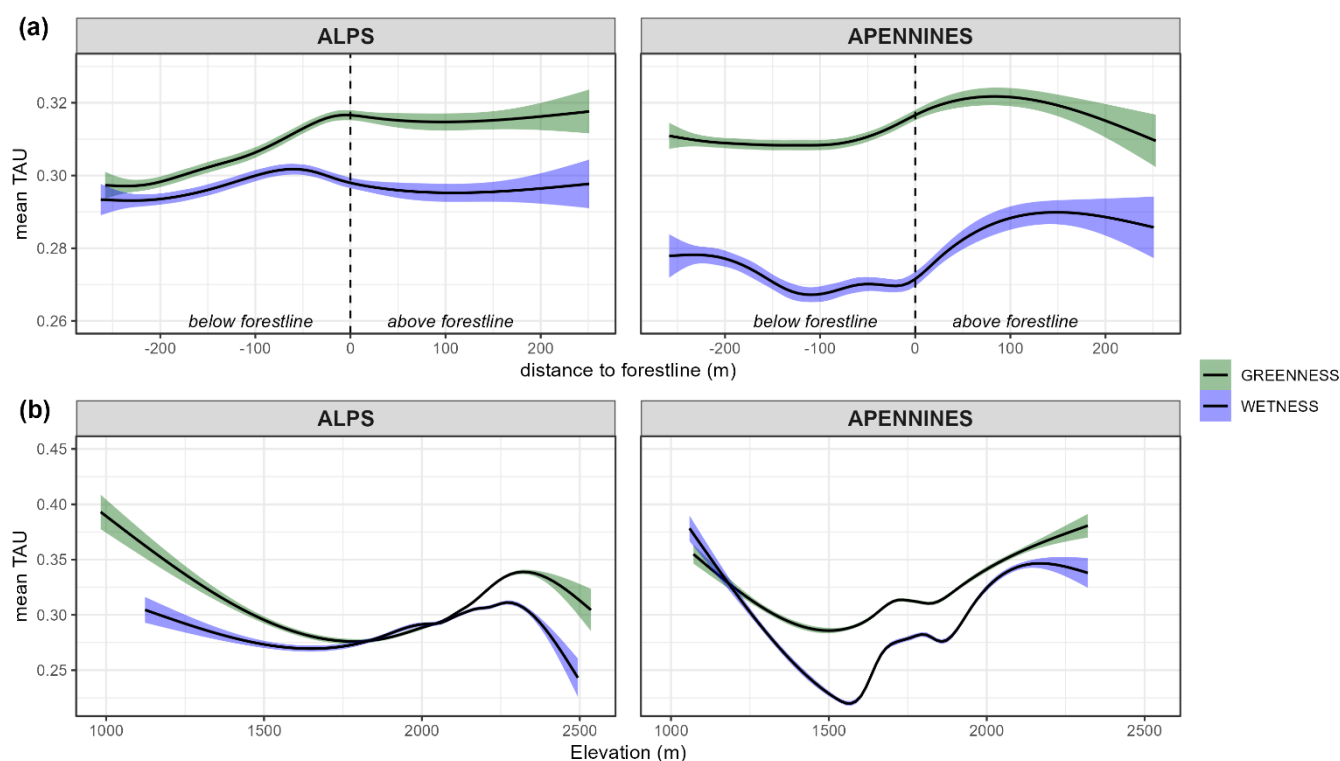 (a)
ALPS
APENNINES
mean TAU
0.32
0.30
0.28
0.26
below forestline
above forestline
below forestline
above forestline
-200
-100
0
100
200
-200
-100
0
100
200
distance to forestline (m)
GREENNESS
WETNESS
(b)
ALPS
APENNINES
mean TAU
0.45
0.40
0.35
0.30
0.25
1000
1500
2000
2500
1000
1500
2000
2500
Elevation (m)